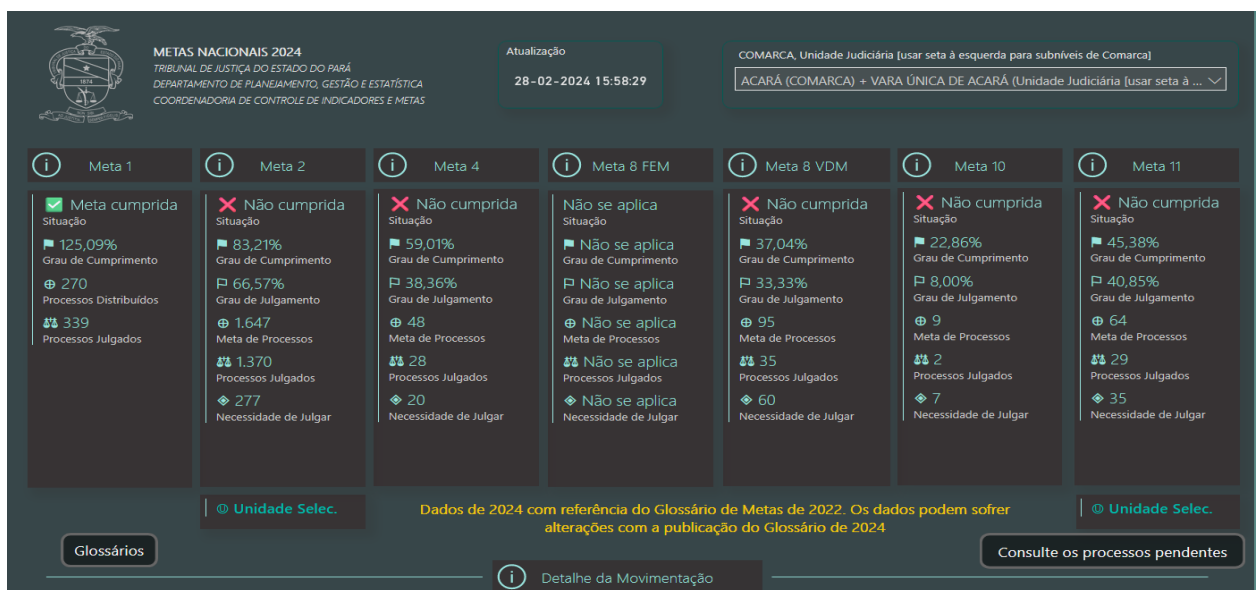 METAS NACIONAIS 2024
TRIBUNAL DE JUSTIÇA DO ESTADO DO PARÁ
DEPARTAMENTO DE PLANEJAMENTO, GESTÃO E ESTATÍSTICA
COORDENADORIA DE CONTROLE DE INDICADORES E METAS
Atualização
28-02-2024 15:58:29
COMARCA, Unidade Judiciária [usar seta à esquerda para subníveis de Comarca]
ACARÁ (COMARCA) + VARA ÚNICA DE ACARÁ (Unidade Judiciária [usar seta à ...
Meta 1
Meta cumprida
Situação
125,09%
Grau de Cumprimento
270
Processos Distribuídos
339
Processos Julgados
Meta 2
Não cumprida
Situação
83,21%
Grau de Cumprimento
66,57%
Grau de Julgamento
1.647
Meta de Processos
1.370
Processos Julgados
277
Necessidade de Julgar
Unidade Selec.
Meta 4
Não cumprida
Situação
59,01%
Grau de Cumprimento
38,36%
Grau de Julgamento
48
Meta de Processos
28
Processos Julgados
20
Necessidade de Julgar
Meta 8 FEM
Não se aplica
Situação
Não se aplica
Grau de Cumprimento
Não se aplica
Grau de Julgamento
Não se aplica
Meta de Processos
Não se aplica
Processos Julgados
Não se aplica
Necessidade de Julgar
Meta 8 VDM
Não cumprida
Situação
37,04%
Grau de Cumprimento
33,33%
Grau de Julgamento
95
Meta de Processos
35
Processos Julgados
60
Necessidade de Julgar
Meta 10
Não cumprida
Situação
22,86%
Grau de Cumprimento
8,00%
Grau de Julgamento
9
Meta de Processos
2
Processos Julgados
7
Necessidade de Julgar
Meta 11
Não cumprida
Situação
45,38%
Grau de Cumprimento
40,85%
Grau de Julgamento
64
Meta de Processos
29
Processos Julgados
35
Necessidade de Julgar
Unidade Selec.
Dados de 2024 com referência do Glossário de Metas de 2022. Os dados podem sofrer
alterações com a publicação do Glossário de 2024
Glossários
Consulte os processos pendentes
Detalhe da Movimentação